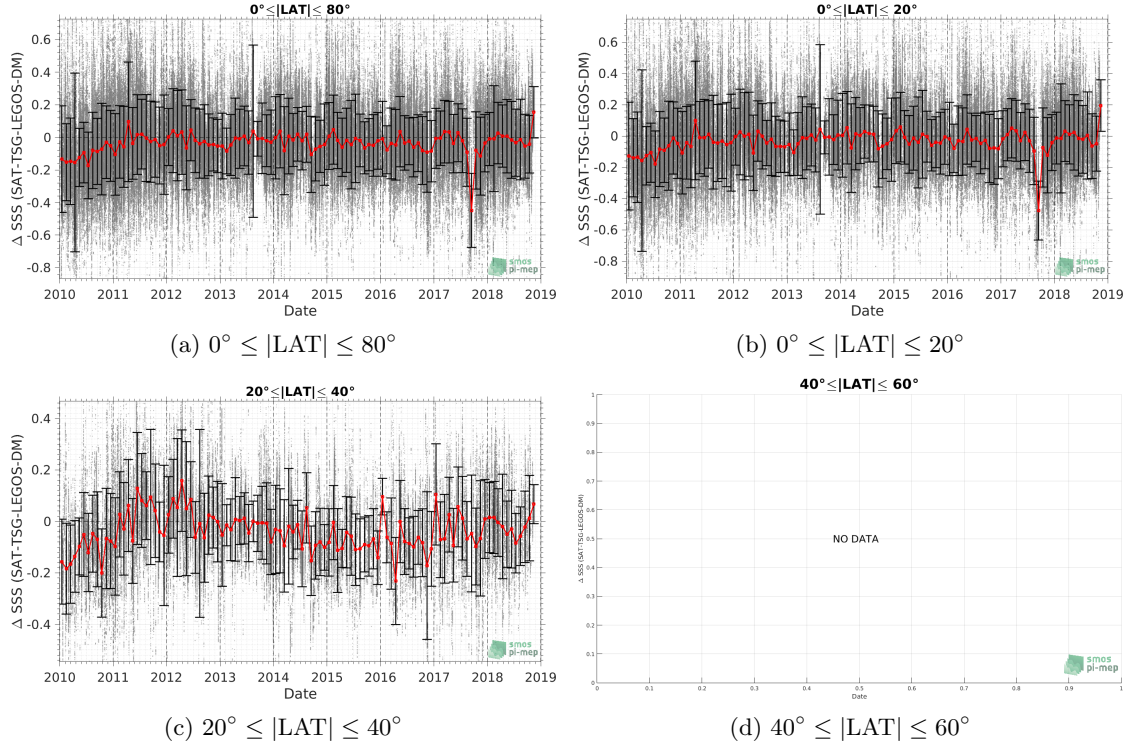 0°≤|LAT|≤ 80°
0.6
0.4
0.2
0
-0.2
-0.4
-0.6
-0.8
Δ SSS (SAT-TSG-LEGOS-DM)
2010 2011 2012 2013 2014 2015 2016 2017 2018 2019
Date
smos
pi-mep
(a) 0° ≤ |LAT| ≤ 80°
0°≤|LAT|≤ 20°
0.6
0.4
0.2
0
-0.2
-0.4
-0.6
-0.8
Δ SSS (SAT-TSG-LEGOS-DM)
2010 2011 2012 2013 2014 2015 2016 2017 2018 2019
Date
smos
pi-mep
(b) 0° ≤ |LAT| ≤ 20°
20°≤|LAT|≤ 40°
0.4
0.2
0
-0.2
-0.4
Δ SSS (SAT-TSG-LEGOS-DM)
2010 2011 2012 2013 2014 2015 2016 2017 2018 2019
Date
smos
pi-mep
(c) 20° ≤ |LAT| ≤ 40°
40°≤|LAT|≤ 60°
1
0.9
0.8
0.7
0.6
0.5
0.4
0.3
0.2
0.1
0
Δ SSS (SAT-TSG-LEGOS-DM)
NO DATA
0 0.1 0.2 0.3 0.4 0.5 0.6 0.7 0.8 0.9 1
Date
smos
pi-mep
(d) 40° ≤ |LAT| ≤ 60°